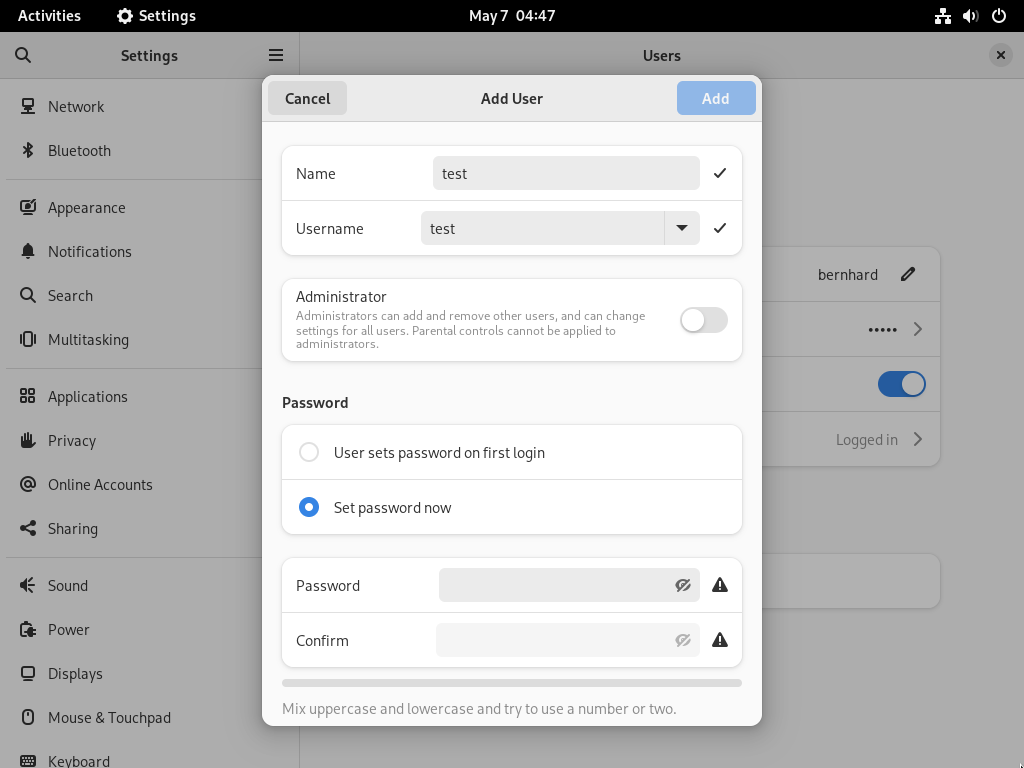 Activities
Settings
May 7 04:47
Settings
Users
Network
Bluetooth
Appearance
Notifications
Search
Multitasking
Applications
Privacy
Online Accounts
Sharing
Sound
Power
Displays
Mouse & Touchpad
Keyboard
Cancel
Add User
Add
Name
test
Username
test
Administrator
Administrators can add and remove other users, and can change
settings for all users. Parental controls cannot be applied to
administrators.
Password
User sets password on first login
Set password now
Password
Confirm
Mix uppercase and lowercase and try to use a number or two.
bernhard
•••••
Logged in